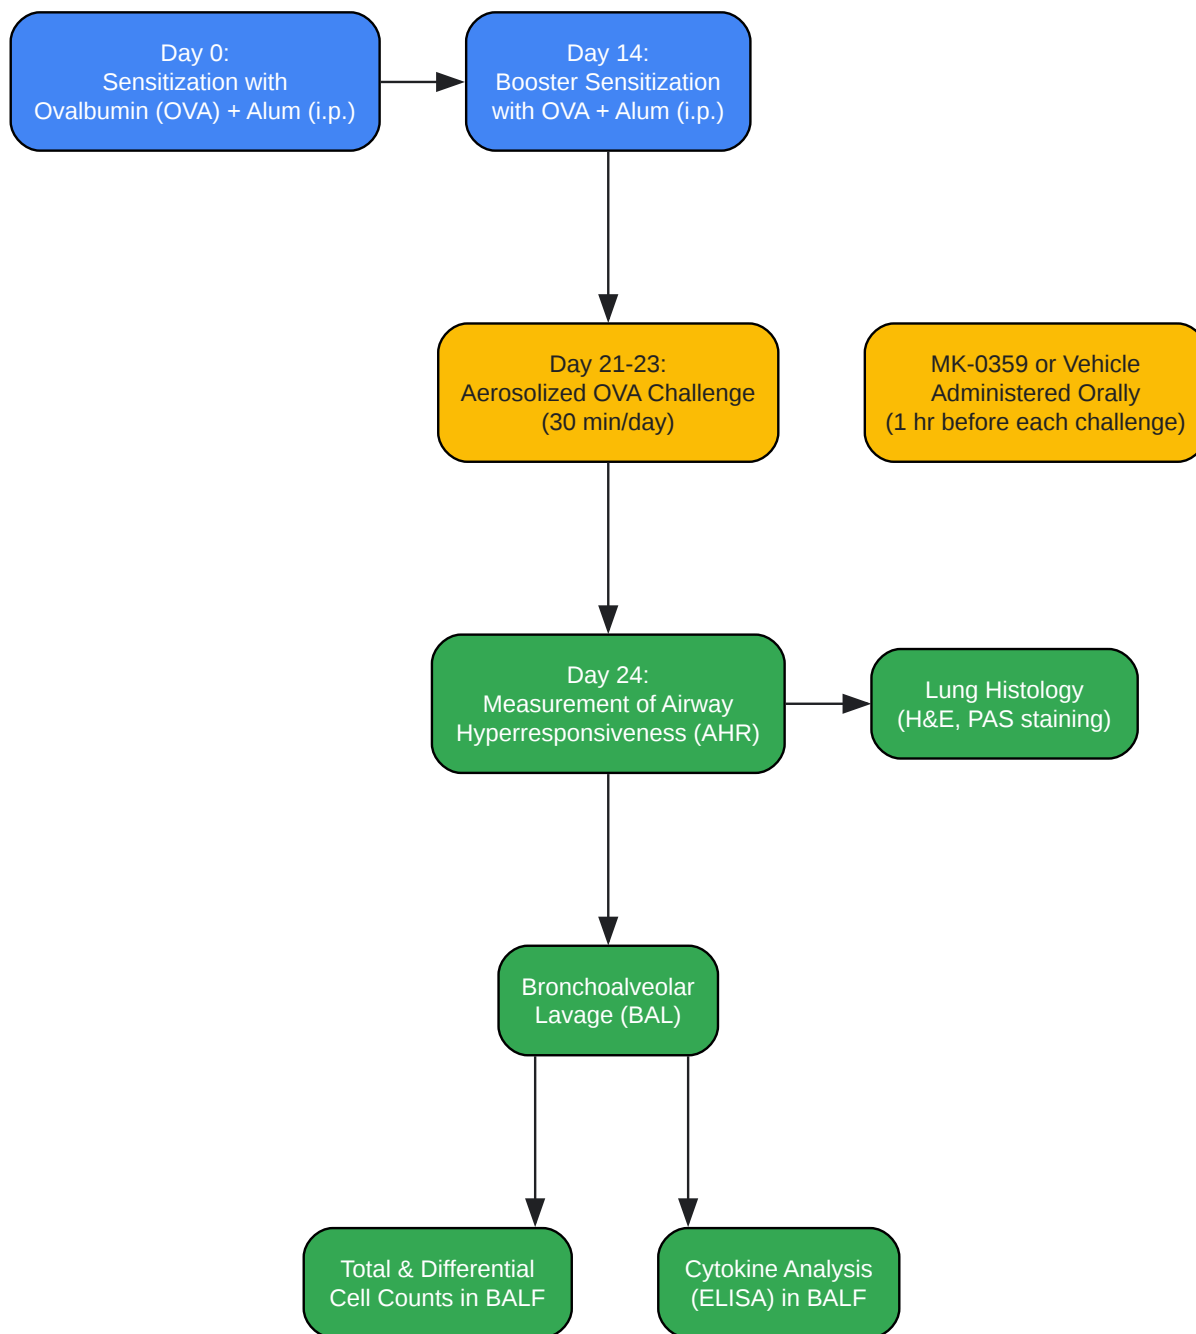 Day 0:
Sensitization with
Ovalbumin (OVA) + Alum (i.p.)
Day 14:
Booster Sensitization
with OVA + Alum (i.p.)
Day 21-23:
Aerosolized OVA Challenge
(30 min/day)
MK-0359 or Vehicle
Administered Orally
(1 hr before each challenge)
Day 24:
Measurement of Airway
Hyperresponsiveness (AHR)
Lung Histology
(H&E, PAS staining)
Bronchoalveolar
Lavage (BAL)
Total & Differential
Cell Counts in BALF
Cytokine Analysis
(ELISA) in BALF